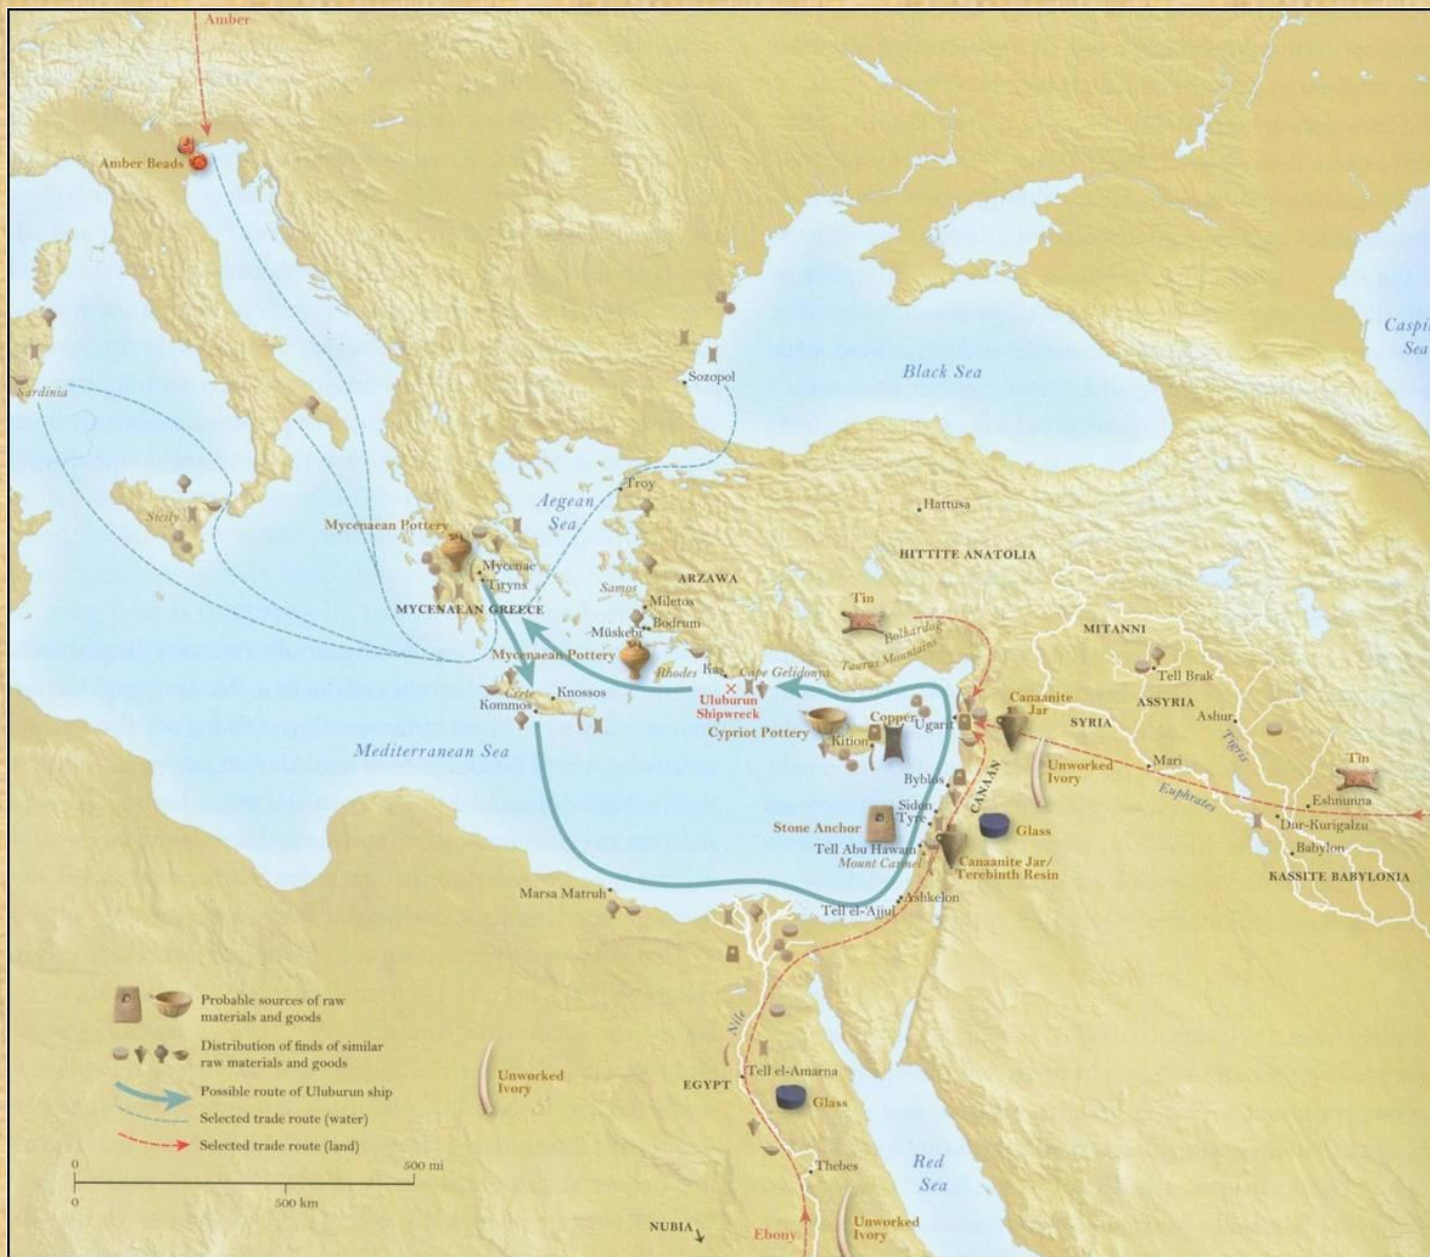 Amber
Amber Beads
Caspi
Sea
Black Sea
Sozopol
Sardinia
Troy
Aegean
Sea
Hattusa
Sicily
Mycenaean Pottery
HITTITE ANATOLIA
Mycenae
Tiryns
ARZAWA
Samos
Tin
Miletos
MYCENAEAN GREECE
Bodrum
Müskebi
Bolkardag
Taurus Mountains
MITANNI
Mycenaean Pottery
Rhodes
Kas
Cape Gelidonya
Tell Brak
Crete
Knossos
Kommos
Uluburun
Shipwreck
Canaanite
Jar
ASSYRIA
Copper
Ugarit
SYRIA
Ashur
Cypriot Pottery
Kition
Tigris
Mediterranean Sea
Mari
Tin
Unworked
Ivory
Byblos
CANAAN
Euphrates
Eshnunna
Sidon
Tyre
Stone Anchor
Glass
Dur-Kurigalzu
Tell Abu Hawam
Babylon
Mount Carmel
Canaanite Jar/
Terebinth Resin
KASSITE BABYLONIA
Marsa Matruh
Ashkelon
Tell el-'Ajjul
Probable sources of raw
materials and goods
Nile
Distribution of finds of similar
raw materials and goods
Unworked
Ivory
Tell el-Amarna
EGYPT
Possible route of Uluburun ship
Glass
Selected trade route (water)
Selected trade route (land)
0
500 mi
Thebes
Red
Sea
0
500 km
NUBIA
Ebony
Unworked
Ivory